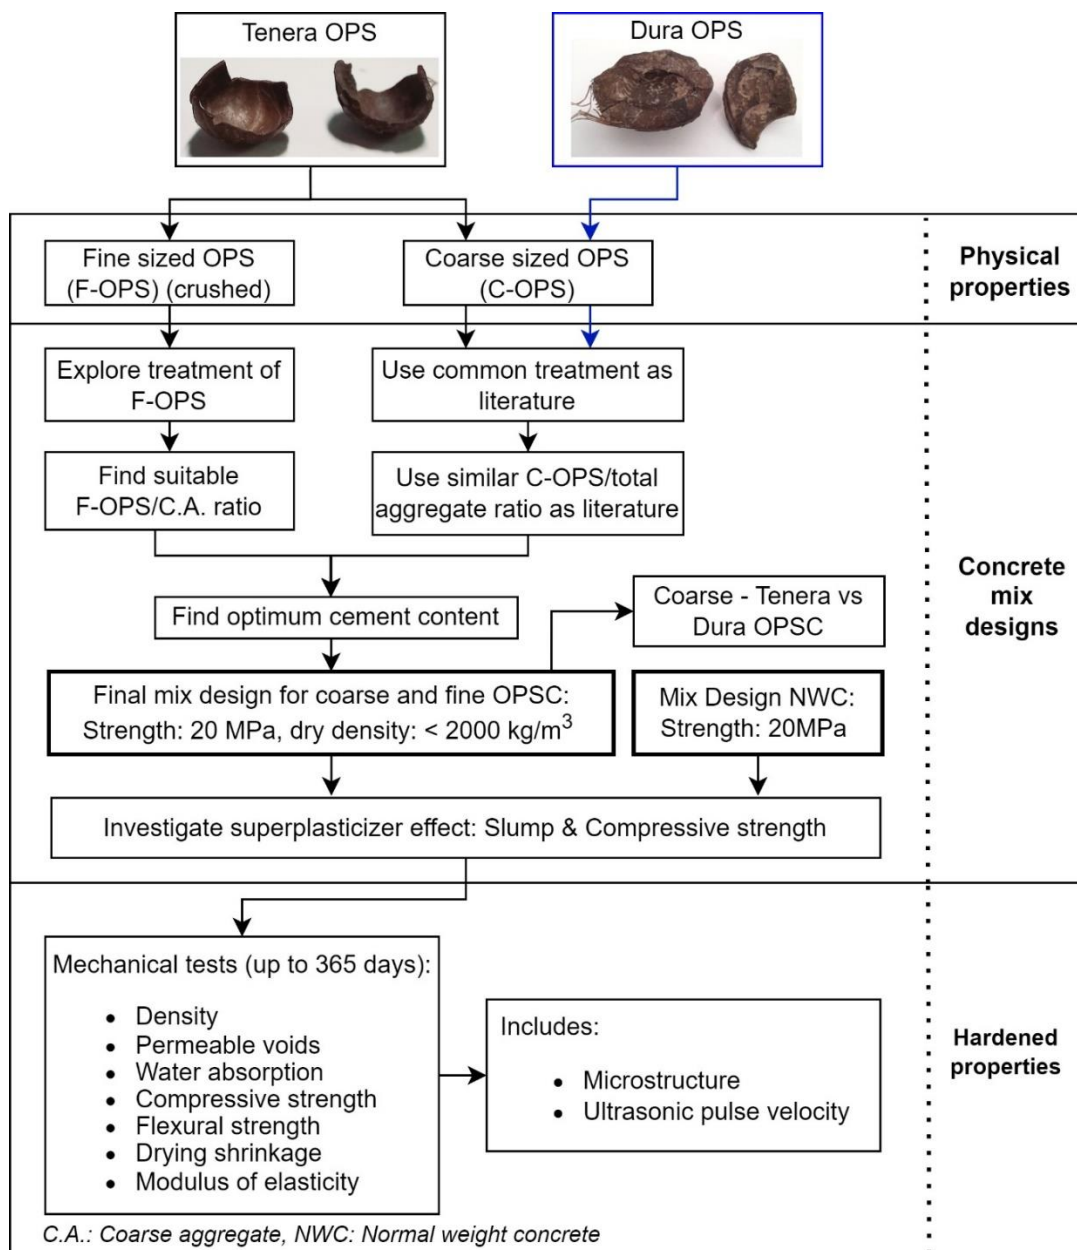 Tenera OPS
Dura OPS
Fine sized OPS
(F-OPS) (crushed)
Coarse sized OPS
(C-OPS)
Physical
properties
Explore treatment of
F-OPS
Use common treatment as
literature
Find suitable
F-OPS/C.A. ratio
Use similar C-OPS/total
aggregate ratio as literature
Find optimum cement content
Coarse - Tenera vs
Dura OPSC
Concrete
mix
designs
Final mix design for coarse and fine OPSC:
Strength: 20 MPa, dry density: < 2000 kg/m³
Mix Design NWC:
Strength: 20MPa
Investigate superplasticizer effect: Slump & Compressive strength
Mechanical tests (up to 365 days):
• Density
• Permeable voids
• Water absorption
• Compressive strength
• Flexural strength
• Drying shrinkage
• Modulus of elasticity
Includes:
• Microstructure
• Ultrasonic pulse velocity
Hardened
properties
C.A.: Coarse aggregate, NWC: Normal weight concrete